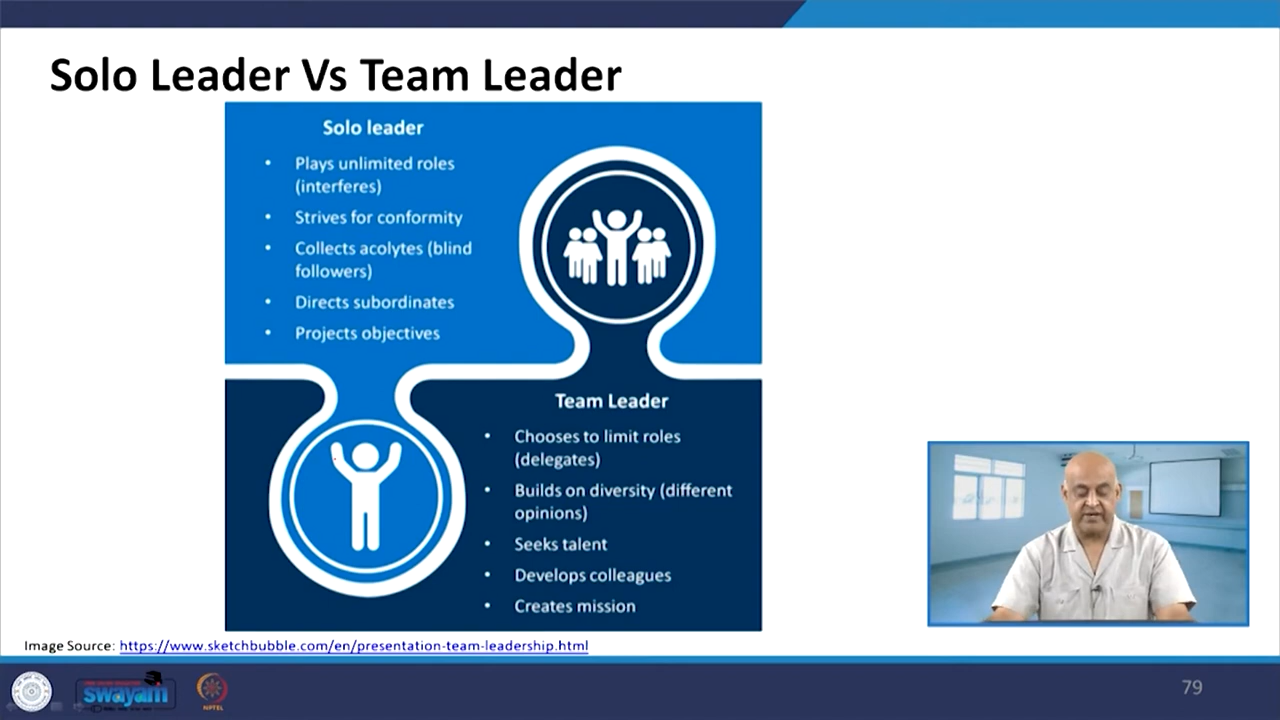 Solo Leader Vs Team Leader
Solo leader
• Plays unlimited roles
(interferes)
• Strives for conformity
• Collects acolytes (blind
followers)
• Directs subordinates
• Projects objectives
Team Leader
• Chooses to limit roles
(delegates)
• Builds on diversity (different
opinions)
• Seeks talent
• Develops colleagues
• Creates mission
Image Source: https://www.sketchbubble.com/en/presentation-team-leadership.html
swayam
NPTEL
79